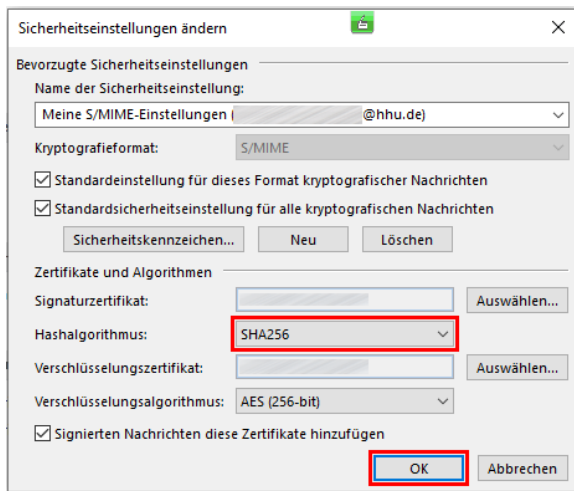 Sicherheitseinstellungen ändern
Bevorzugte Sicherheitseinstellungen
Name der Sicherheitseinstellung:
Meine S/MIME-Einstellungen ( @hhu.de)
Kryptografieformat: S/MIME
Standardeinstellung für dieses Format kryptografischer Nachrichten
Standardsicherheitseinstellung für alle kryptografischen Nachrichten
Sicherheitskennzeichen... Neu Löschen
Zertifikate und Algorithmen
Signaturzertifikat: Auswählen...
Hashalgorithmus: SHA256
Verschlüsselungszertifikat: Auswählen...
Verschlüsselungsalgorithmus: AES (256-bit)
Signierten Nachrichten diese Zertifikate hinzufügen
OK Abbrechen